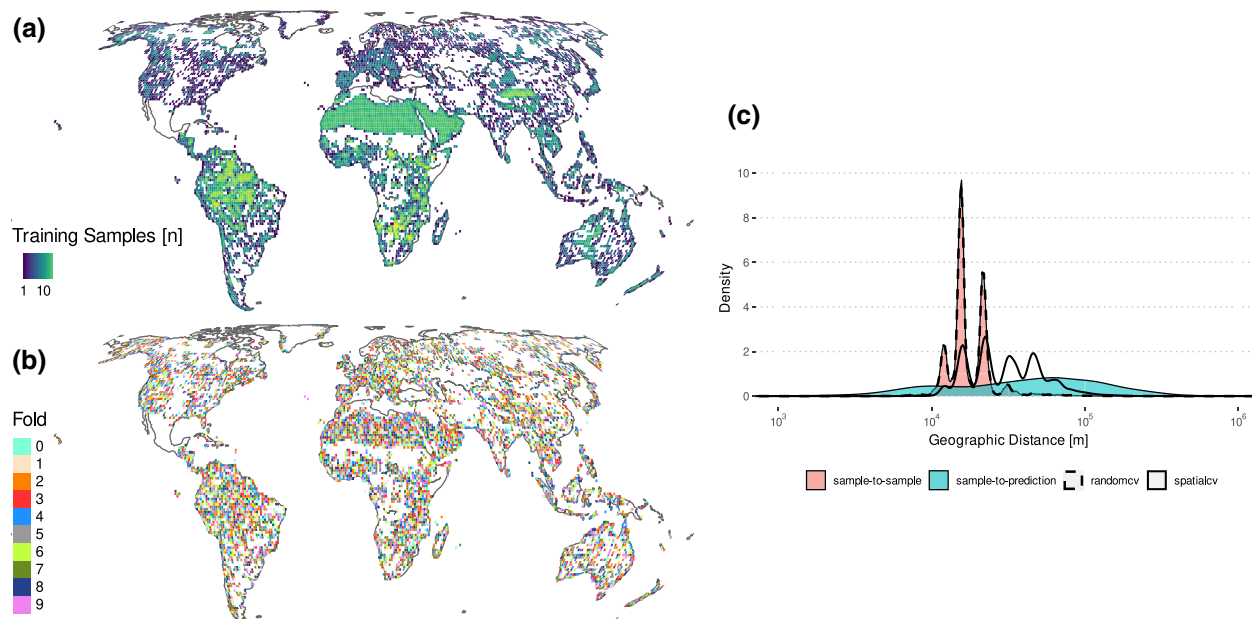 (a)
Training Samples [n]
1 10
(b)
Fold
0
1
2
3
4
5
6
7
8
9
(c)
10
8
6
4
2
0
Density
10³ 10⁴ 10⁵ 10⁶
Geographic Distance [m]
sample-to-sample sample-to-prediction randomcv spatialcv